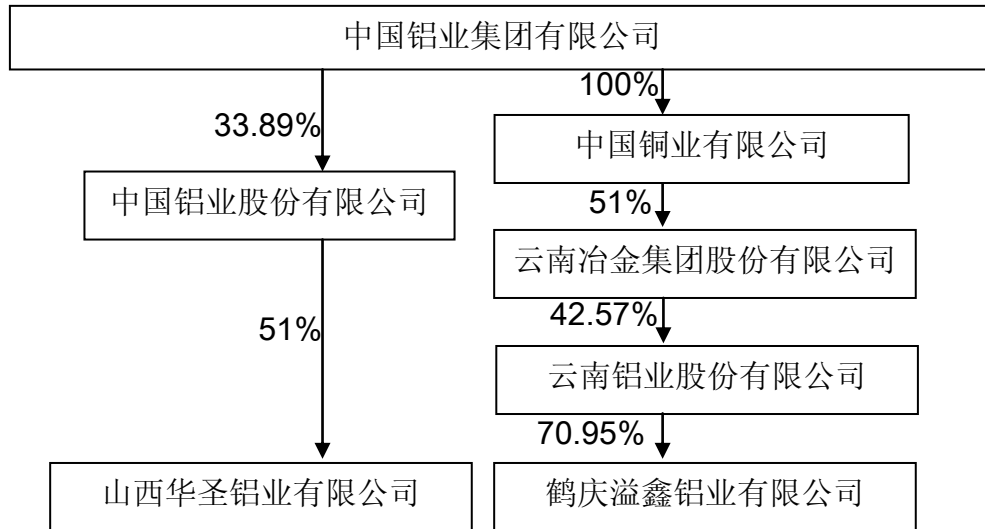 中国铝业集团有限公司
100%
33.89%
中国铜业有限公司
中国铝业股份有限公司
51%
云南冶金集团股份有限公司
42.57%
51%
云南铝业股份有限公司
70.95%
山西华圣铝业有限公司
鹤庆溢鑫铝业有限公司